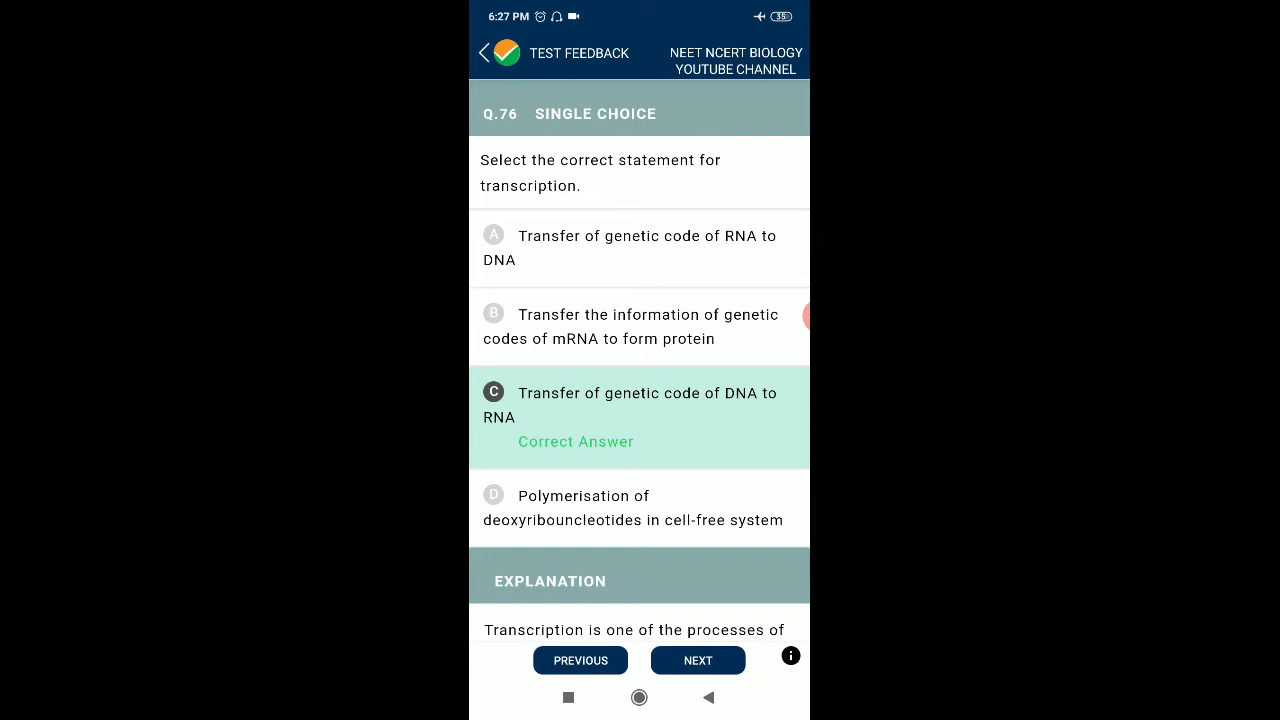 6:27 PM
35
TEST FEEDBACK
NEET NCERT BIOLOGY
YOUTUBE CHANNEL
Q.76 SINGLE CHOICE
Select the correct statement for
transcription.
A Transfer of genetic code of RNA to
DNA
B Transfer the information of genetic
codes of mRNA to form protein
C Transfer of genetic code of DNA to
RNA
Correct Answer
D Polymerisation of
deoxyribouncleotides in cell-free system
EXPLANATION
Transcription is one of the processes of
PREVIOUS
NEXT